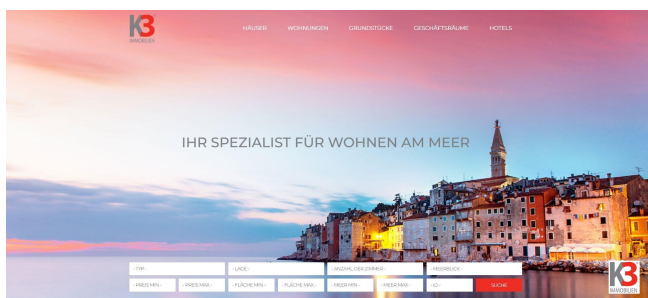 K3
IMMOBILIEN
HÄUSER WOHNUNGEN GRUNDSTÜCKE GESCHÄFTSRÄUME HOTELS
IHR SPEZIALIST FÜR WOHNEN AM MEER
- TYP - - LAGE - - ANZAHL DER ZIMMER - - MEERBLICK -
- PREIS MIN - - PREIS MAX - - FLÄCHE MIN - - FLÄCHE MAX - - MEER MIN - - MEER MAX - - ID - SUCHE
K3
IMMOBILIEN